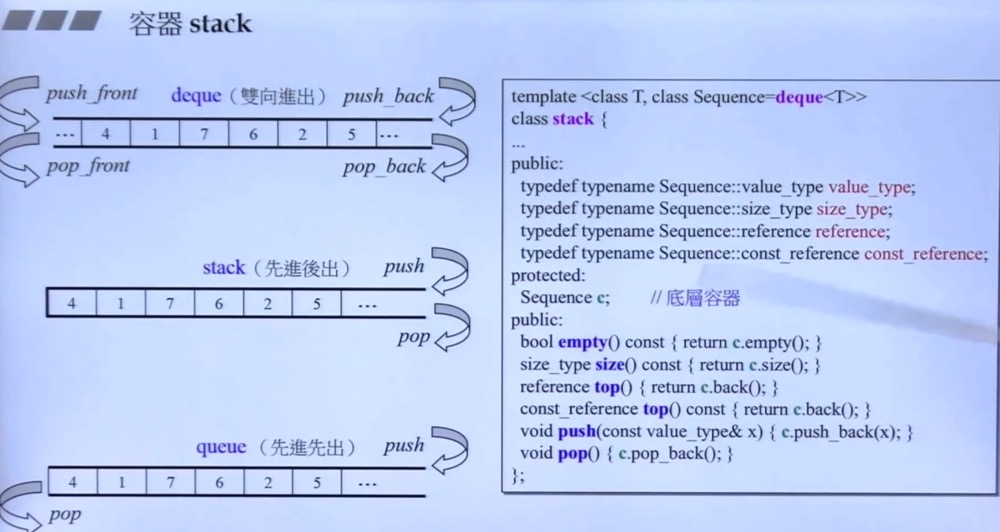 容器 stack
push_front deque（雙向進出） push_back
... 4 1 7 6 2 5 ...
pop_front pop_back
stack（先進後出） push
4 1 7 6 2 5 ...
pop
queue（先進先出） push
4 1 7 6 2 5 ...
pop
template <class T, class Sequence=deque<T>>
class stack {
...
public:
typedef typename Sequence::value_type value_type;
typedef typename Sequence::size_type size_type;
typedef typename Sequence::reference reference;
typedef typename Sequence::const_reference const_reference;
protected:
Sequence c; // 底層容器
public:
bool empty() const { return c.empty(); }
size_type size() const { return c.size(); }
reference top() { return c.back(); }
const_reference top() const { return c.back(); }
void push(const value_type& x) { c.push_back(x); }
void pop() { c.pop_back(); }
};